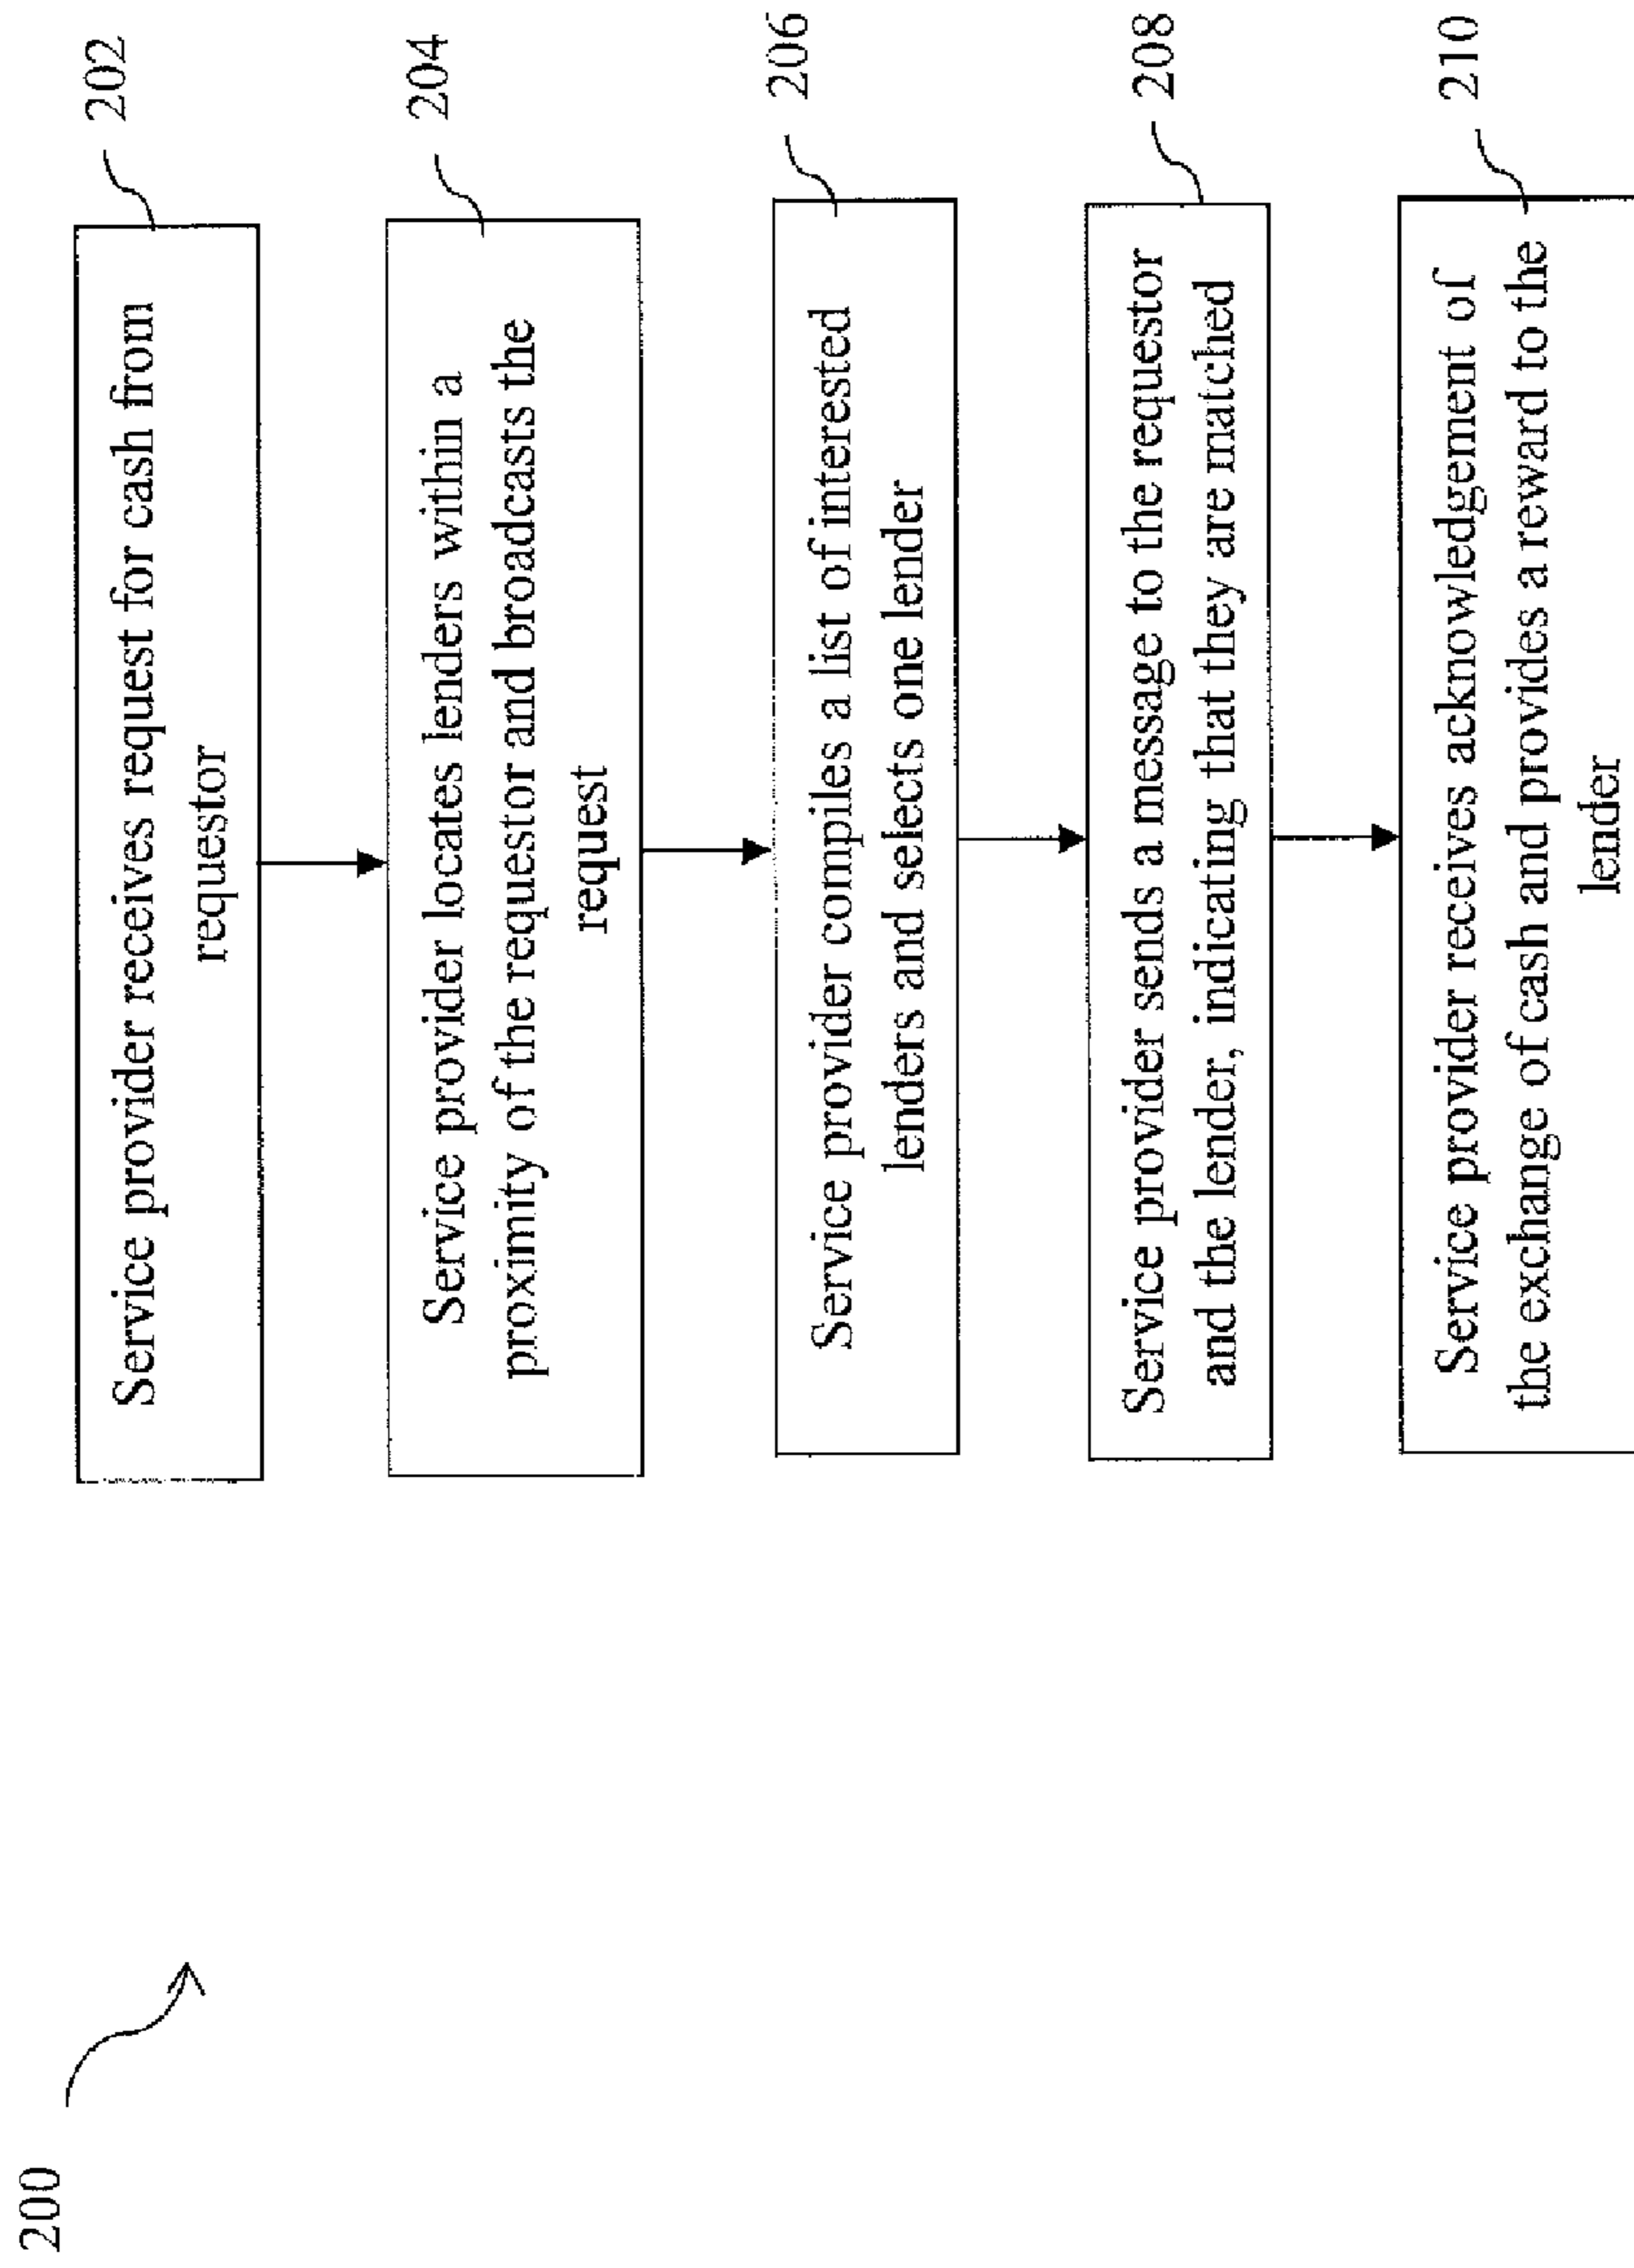 200
202
Service provider receives request for cash from
requestor
204
Service provider locates lenders within a
proximity of the requestor and broadcasts the
request
206
Service provider compiles a list of interested
lenders and selects one lender
208
Service provider sends a message to the requestor
and the lender, indicating that they are matched
210
Service provider receives acknowledgement of
the exchange of cash and provides a reward to the
lender